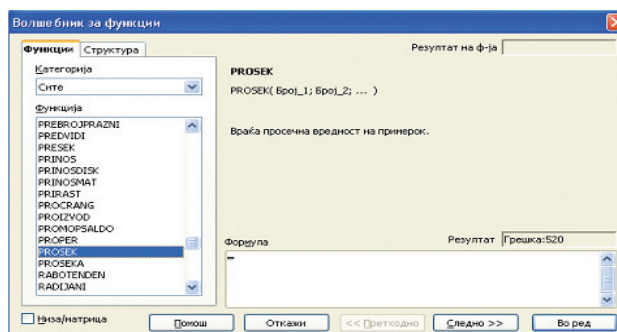 Волшебник за функции
Функции Структура
Резултат на ф-ја
Категорија
Сите
Функција
PREBROJPRAZNI
PREDVIDI
PRESEK
PRINOS
PRINOSDISK
PRINOSMAT
PRIRAST
PROCRANG
PROIZVOD
PROMOPSALDO
PROPER
PROSEK
PROSEKA
RABOTENDEN
RADIJANI
PROSEK
PROSEK( Број_1; Број_2; ... )
Враќа просечна вредност на примерок.
Формула
Резултат Грешка:520
=
Низа/матрица
Помош
Откажи
<< Претходно
Следно >>
Во ред